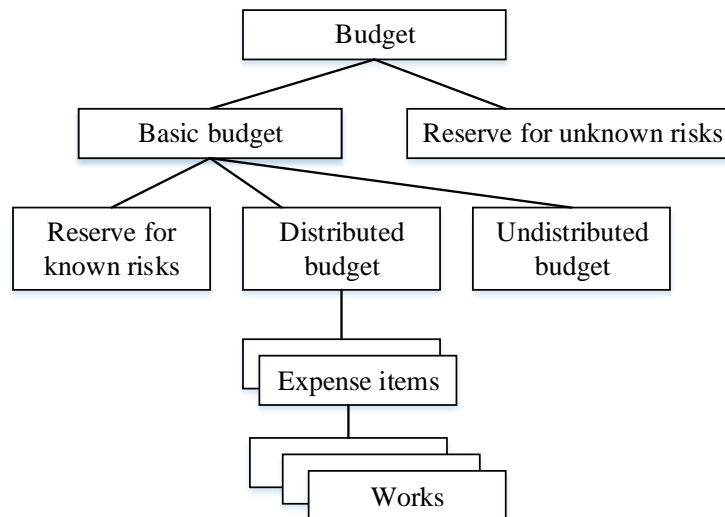 Budget
Basic budget
Reserve for unknown risks
Reserve for
known risks
Distributed
budget
Undistributed
budget
Expense items
Works